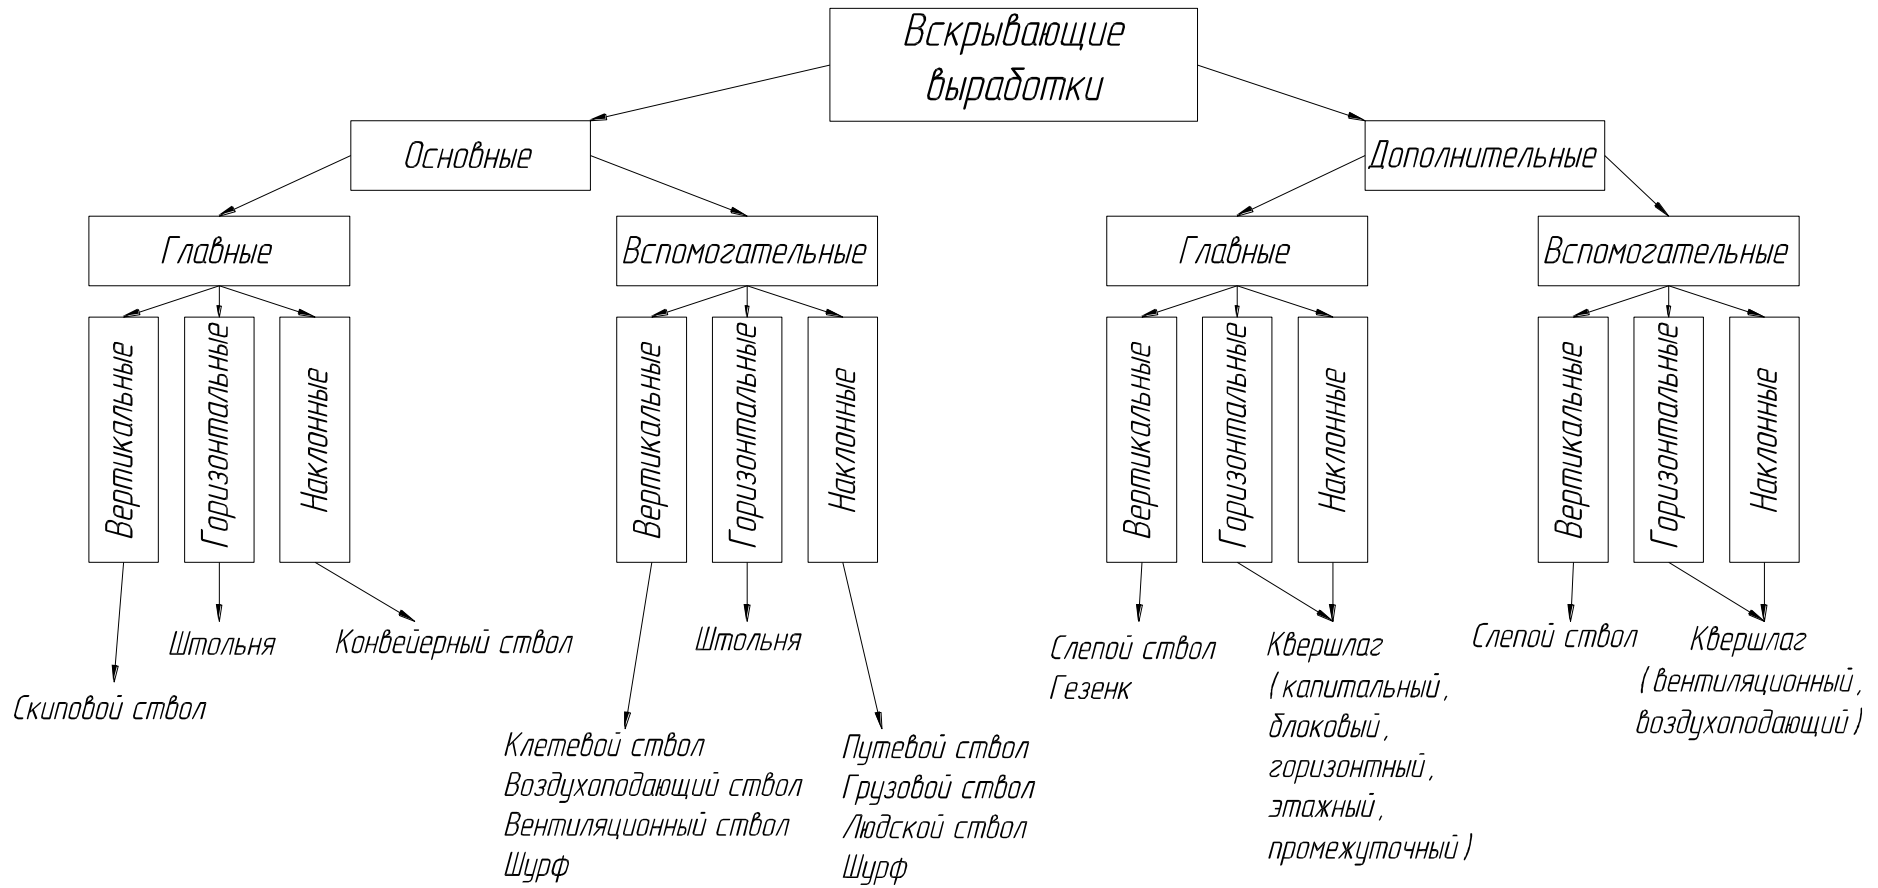 Вскрывающие
выработки
Основные
Дополнительные
Главные
Вспомогательные
Главные
Вспомогательные
Вертикальные
Горизонтальные
Наклонные
Вертикальные
Горизонтальные
Наклонные
Вертикальные
Горизонтальные
Наклонные
Вертикальные
Горизонтальные
Наклонные
Скиповой ствол
Штольня
Конвейерный ствол
Клетевой ствол
Воздухоподающий ствол
Вентиляционный ствол
Шурф
Штольня
Путевой ствол
Грузовой ствол
Людской ствол
Шурф
Слепой ствол
Гезенк
Квершлаг
(капитальный,
блоковый,
горизонтный,
этажный,
промежуточный)
Слепой ствол
Квершлаг
(вентиляционный,
воздухоподающий)